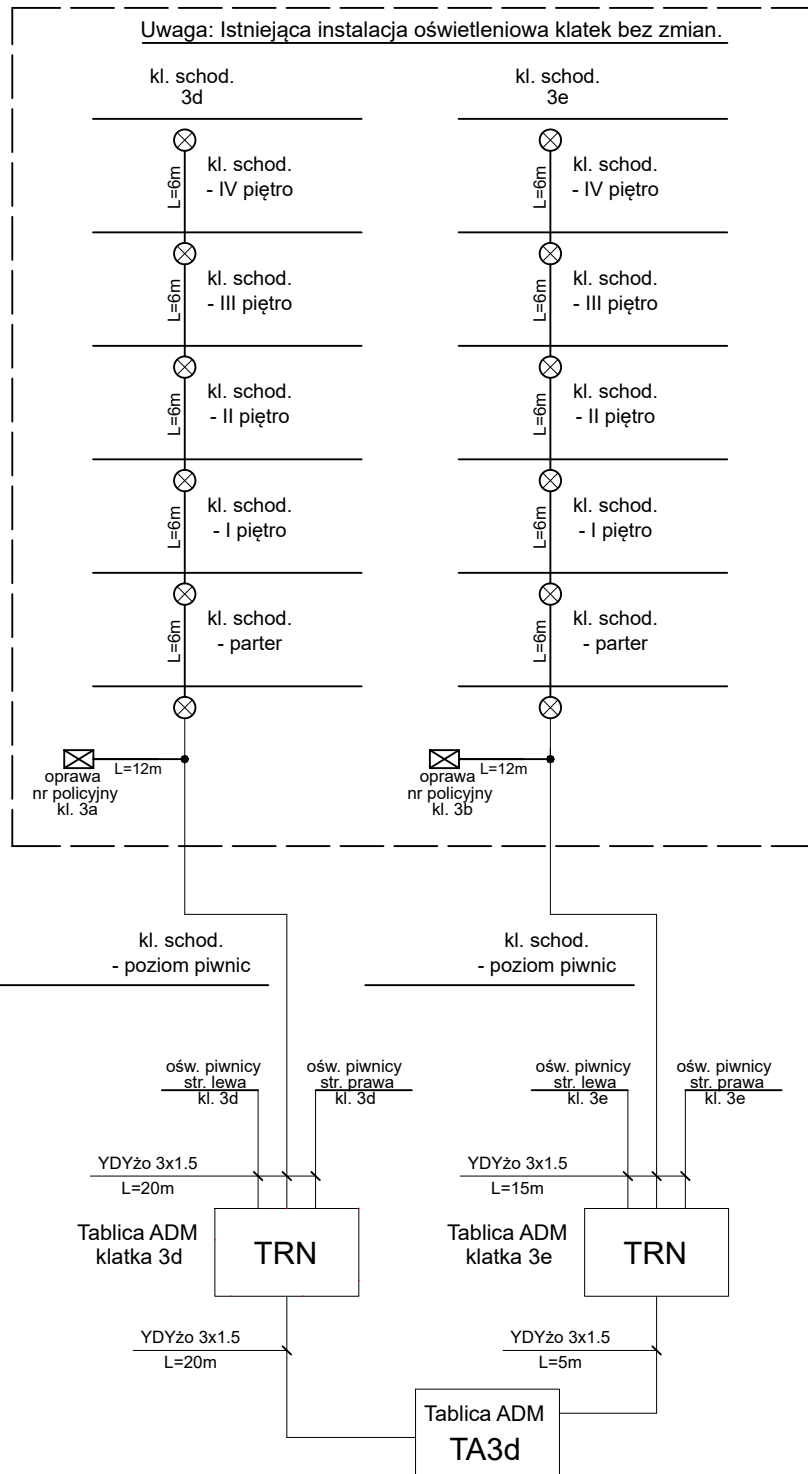 Uwaga: Istniejąca instalacja oświetleniowa klatek bez zmian.
kl. schod.
3d
kl. schod.
3e
L=6m
kl. schod.
- IV piętro
L=6m
kl. schod.
- IV piętro
L=6m
kl. schod.
- III piętro
L=6m
kl. schod.
- III piętro
L=6m
kl. schod.
- II piętro
L=6m
kl. schod.
- II piętro
L=6m
kl. schod.
- I piętro
L=6m
kl. schod.
- I piętro
L=6m
kl. schod.
- parter
L=6m
kl. schod.
- parter
L=12m
oprawa
nr policyjny
kl. 3a
L=12m
oprawa
nr policyjny
kl. 3b
kl. schod.
- poziom piwnic
kl. schod.
- poziom piwnic
ośw. piwnicy
str. lewa
kl. 3d
ośw. piwnicy
str. prawa
kl. 3d
ośw. piwnicy
str. lewa
kl. 3e
ośw. piwnicy
str. prawa
kl. 3e
YDYżo 3x1.5
L=20m
YDYżo 3x1.5
L=15m
Tablica ADM
klatka 3d
TRN
Tablica ADM
klatka 3e
TRN
YDYżo 3x1.5
L=20m
YDYżo 3x1.5
L=5m
Tablica ADM
TA3d